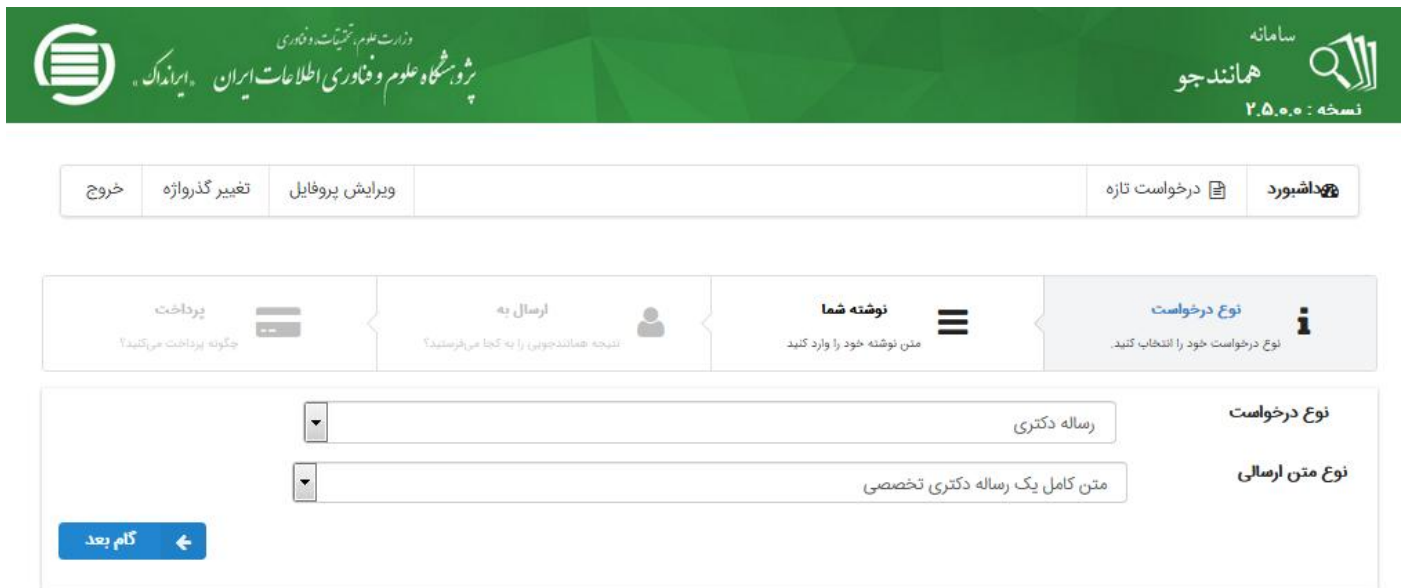 سامانه
همانندجو
نسخه : ۲.۵.۰.۰
وزارت علوم، تحقیقات، و فناوری
پژوهشگاه علوم و فناوری اطلاعات ایران «ایرانداک»
داشبورد
درخواست تازه
ویرایش پروفایل
تغییر گذرواژه
خروج
نوع درخواست
نوع درخواست خود را انتخاب کنید.
نوشته شما
متن نوشته خود را وارد کنید
ارسال به
نتیجه همانندجویی را به کجا می‌فرستید؟
پرداخت
چگونه پرداخت می‌کنید؟
نوع درخواست
رساله دکتری
نوع متن ارسالی
متن کامل یک رساله دکتری تخصصی
گام بعد